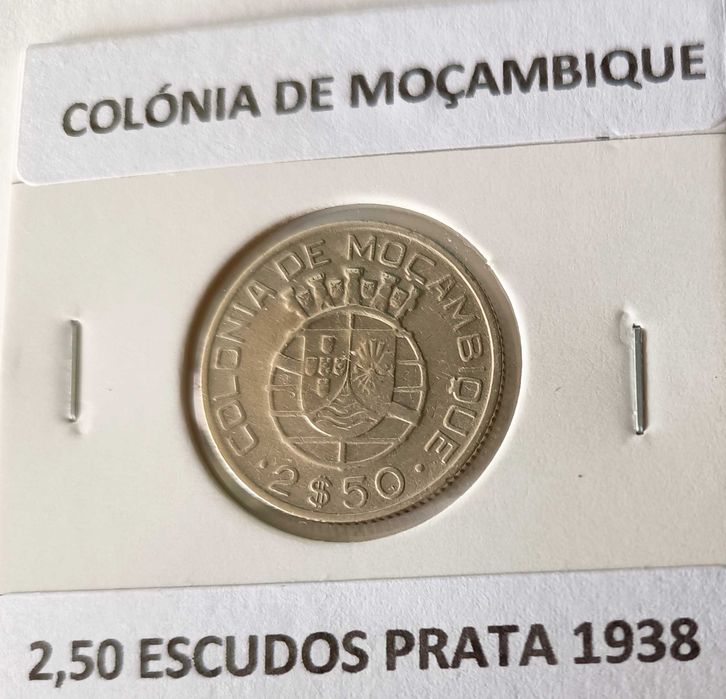 COLÓNIA DE MOÇAMBIQUE
COLONIA DE MOÇAMBIQUE
· 2$50 ·
2,50 ESCUDOS PRATA 1938